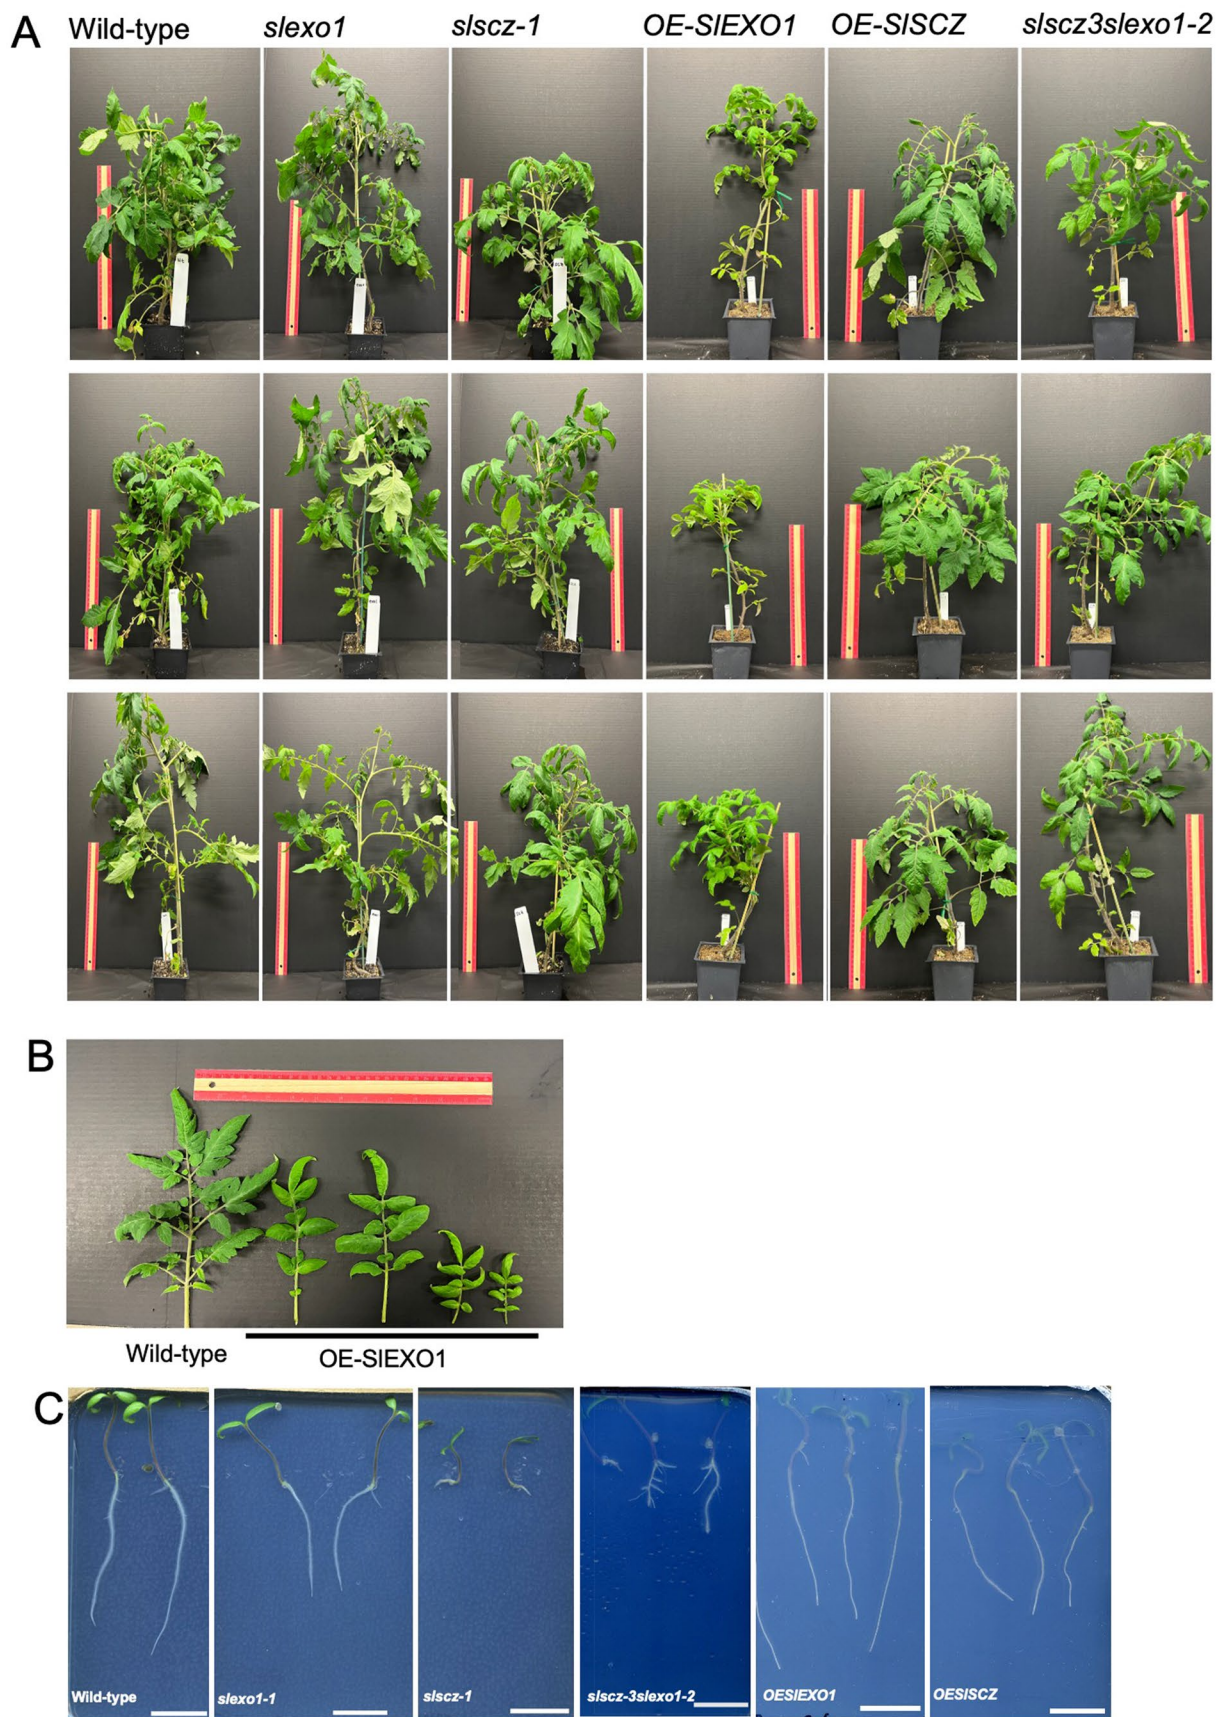 A
Wild-type slexo1 slscz-1 OE-SlEXO1 OE-SlSCZ slscz3slexo1-2
B
Wild-type OE-SlEXO1
C
Wild-type slexo1-1 slscz-1 slscz-3slexo1-2 OESlEXO1 OESlSCZ